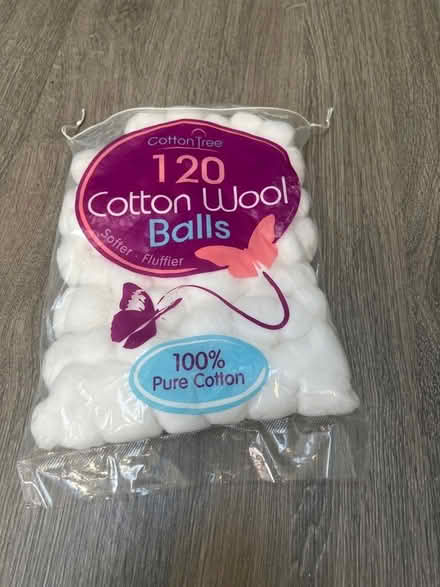 CottonTree
120
Cotton Wool
Balls
Softer · Fluffier
100%
Pure Cotton